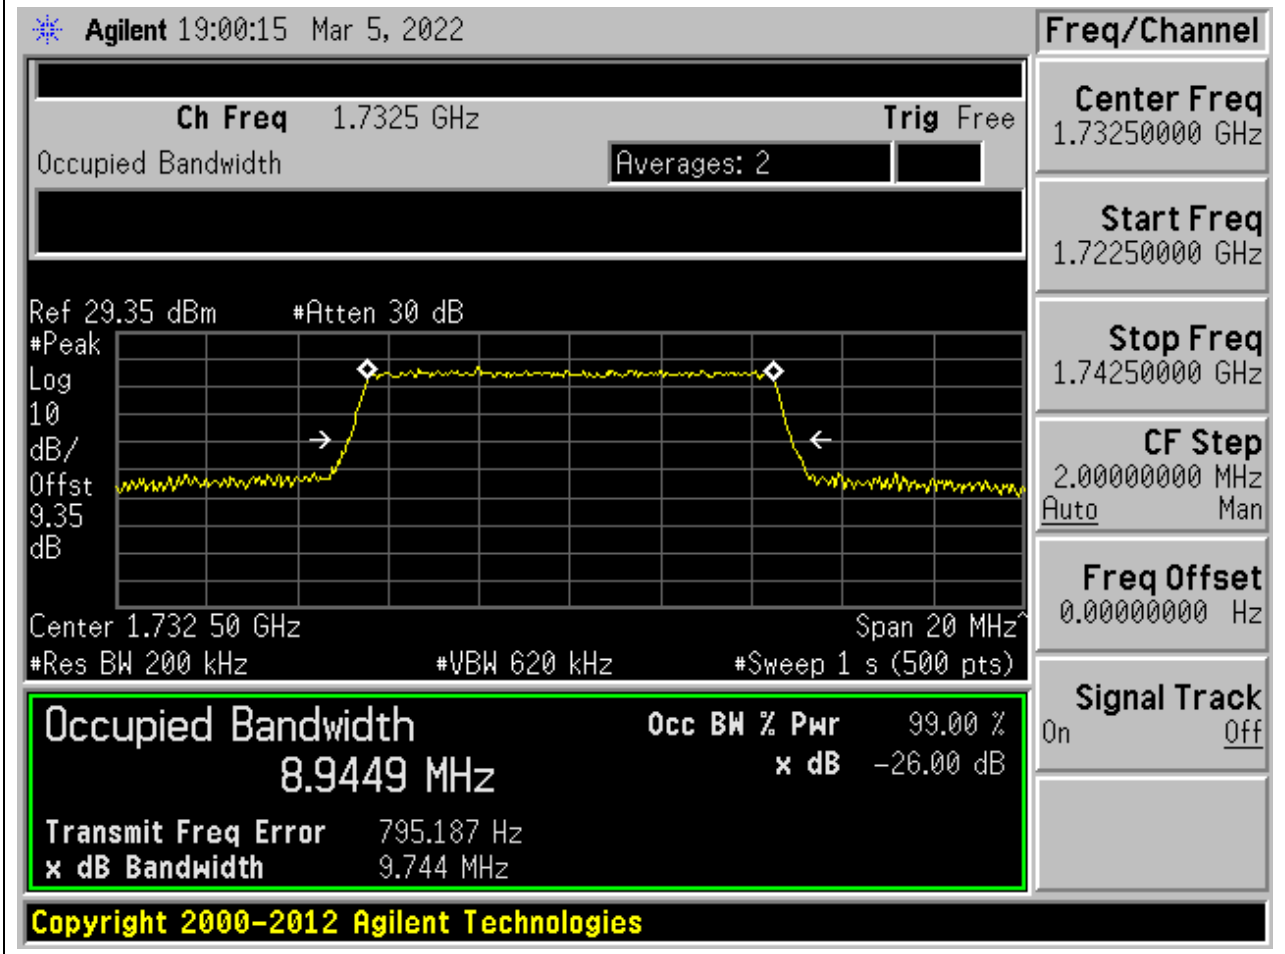 Agilent 19:00:15 Mar 5, 2022
Ch Freq 1.7325 GHz Trig Free
Occupied Bandwidth Averages: 2
Ref 29.35 dBm #Atten 30 dB
#Peak
Log
10
dB/
Offst
9.35
dB
Center 1.732 50 GHz Span 20 MHz^
#Res BW 200 kHz #VBW 620 kHz #Sweep 1 s (500 pts)
Occupied Bandwidth Occ BW % Pwr 99.00 %
8.9449 MHz x dB -26.00 dB
Transmit Freq Error 795.187 Hz
x dB Bandwidth 9.744 MHz
Copyright 2000-2012 Agilent Technologies
Freq/Channel
Center Freq
1.73250000 GHz
Start Freq
1.72250000 GHz
Stop Freq
1.74250000 GHz
CF Step
2.00000000 MHz
Auto Man
Freq Offset
0.00000000 Hz
Signal Track
On Off